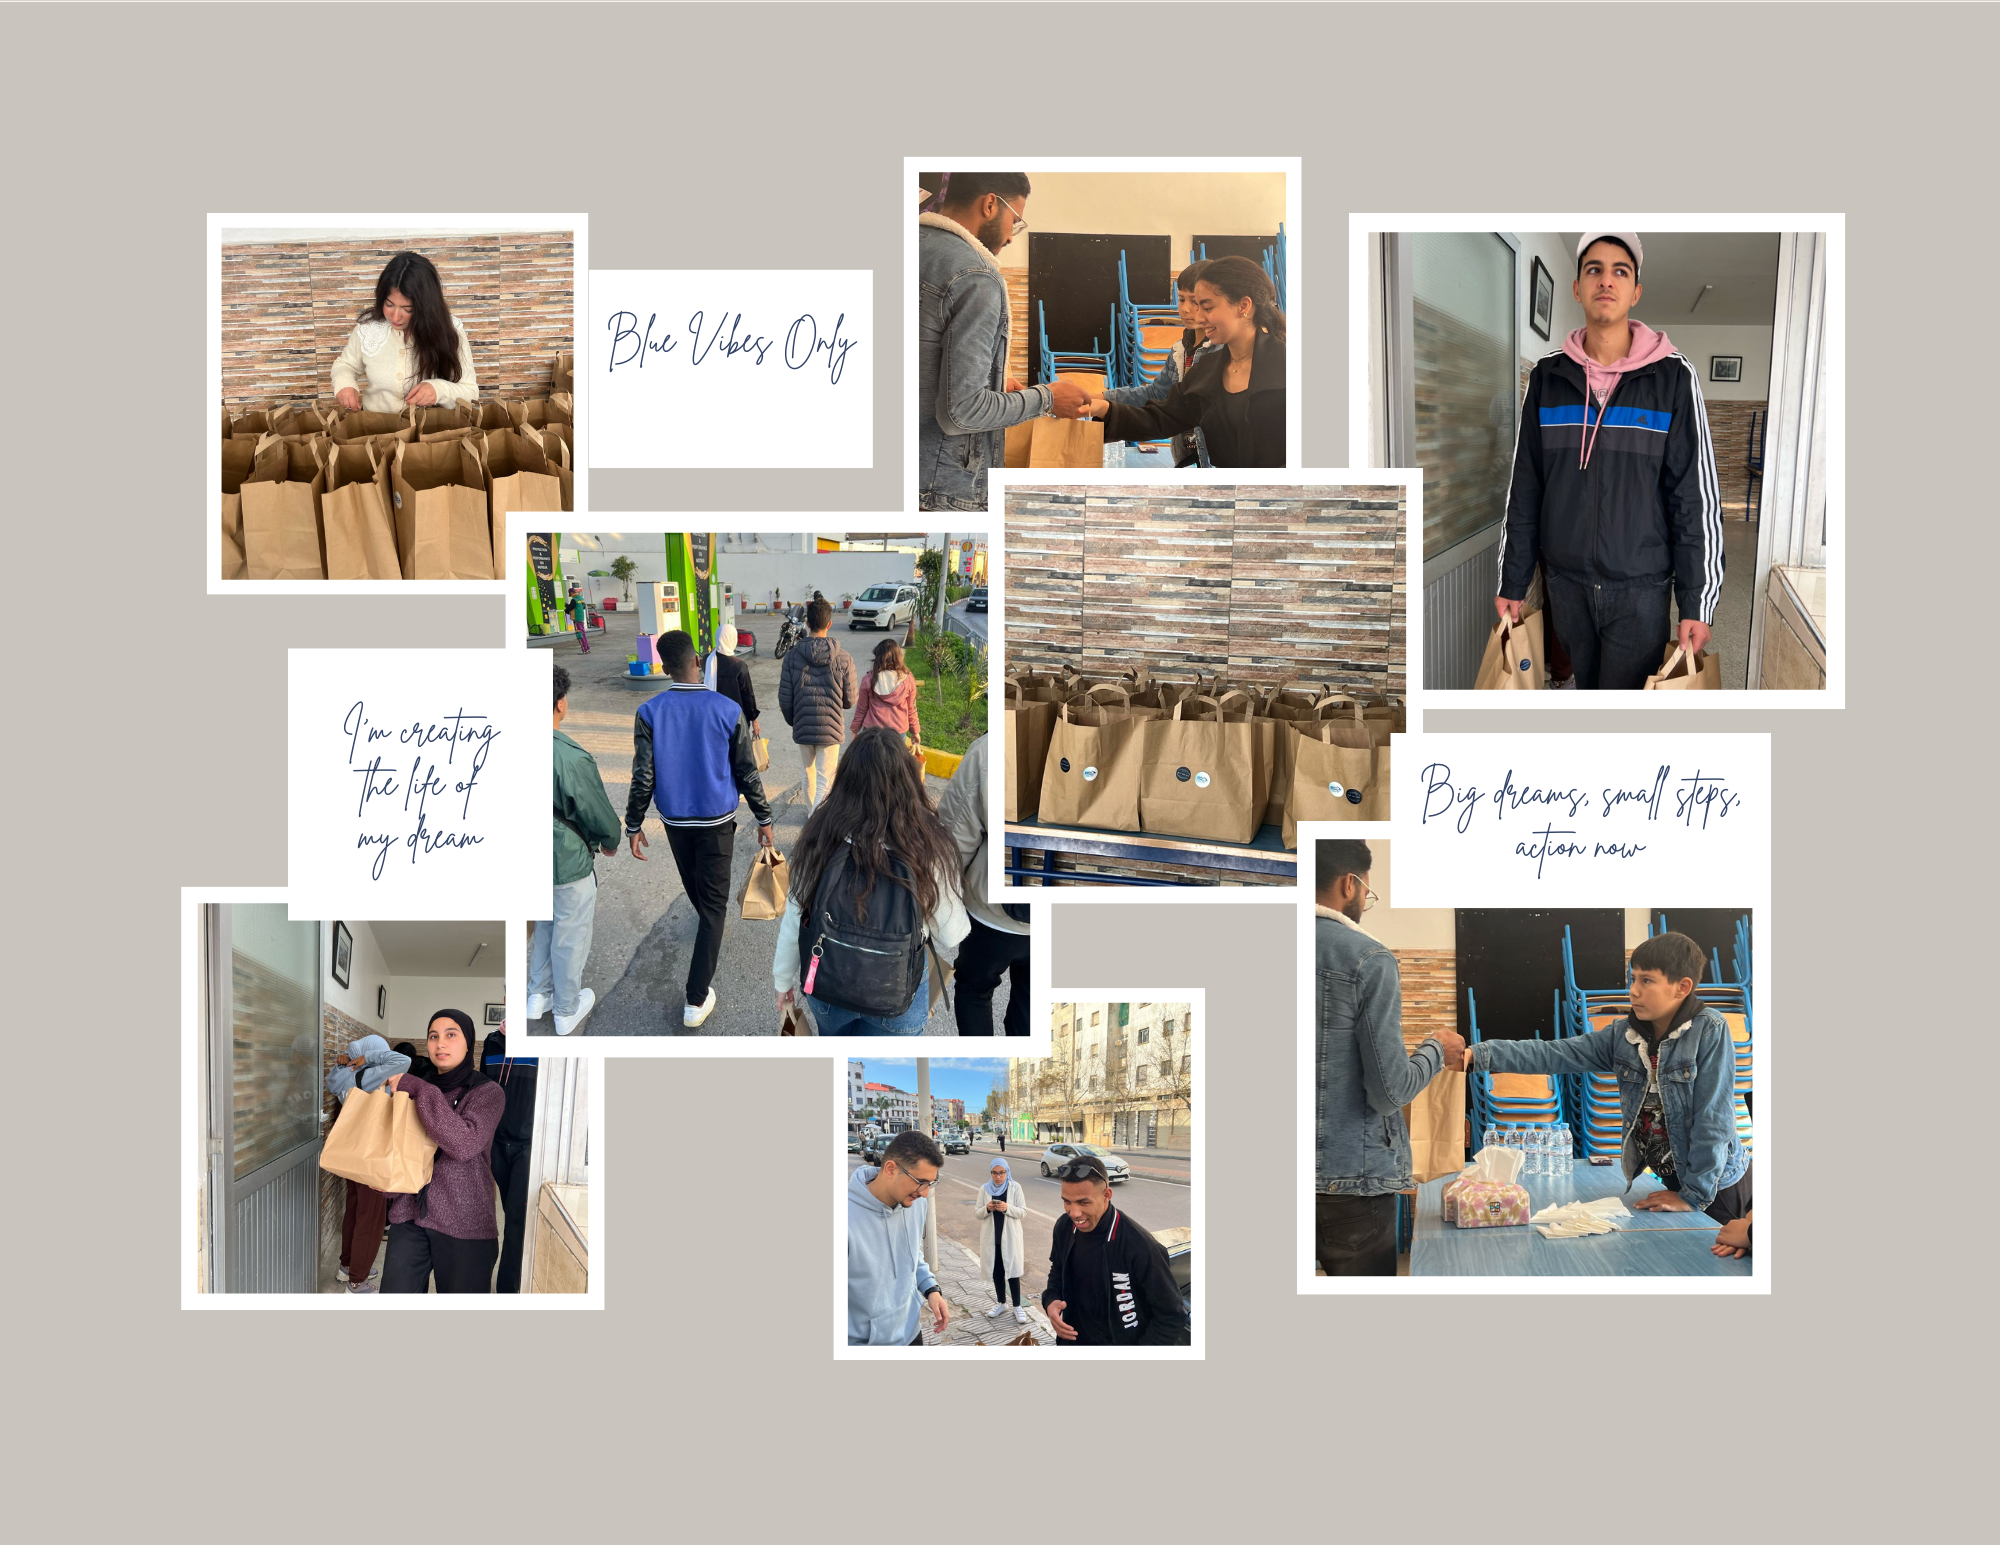 Blue Vibes Only
I'm creating
the life of
my dream
Big dreams, small steps,
action now
JORDAN